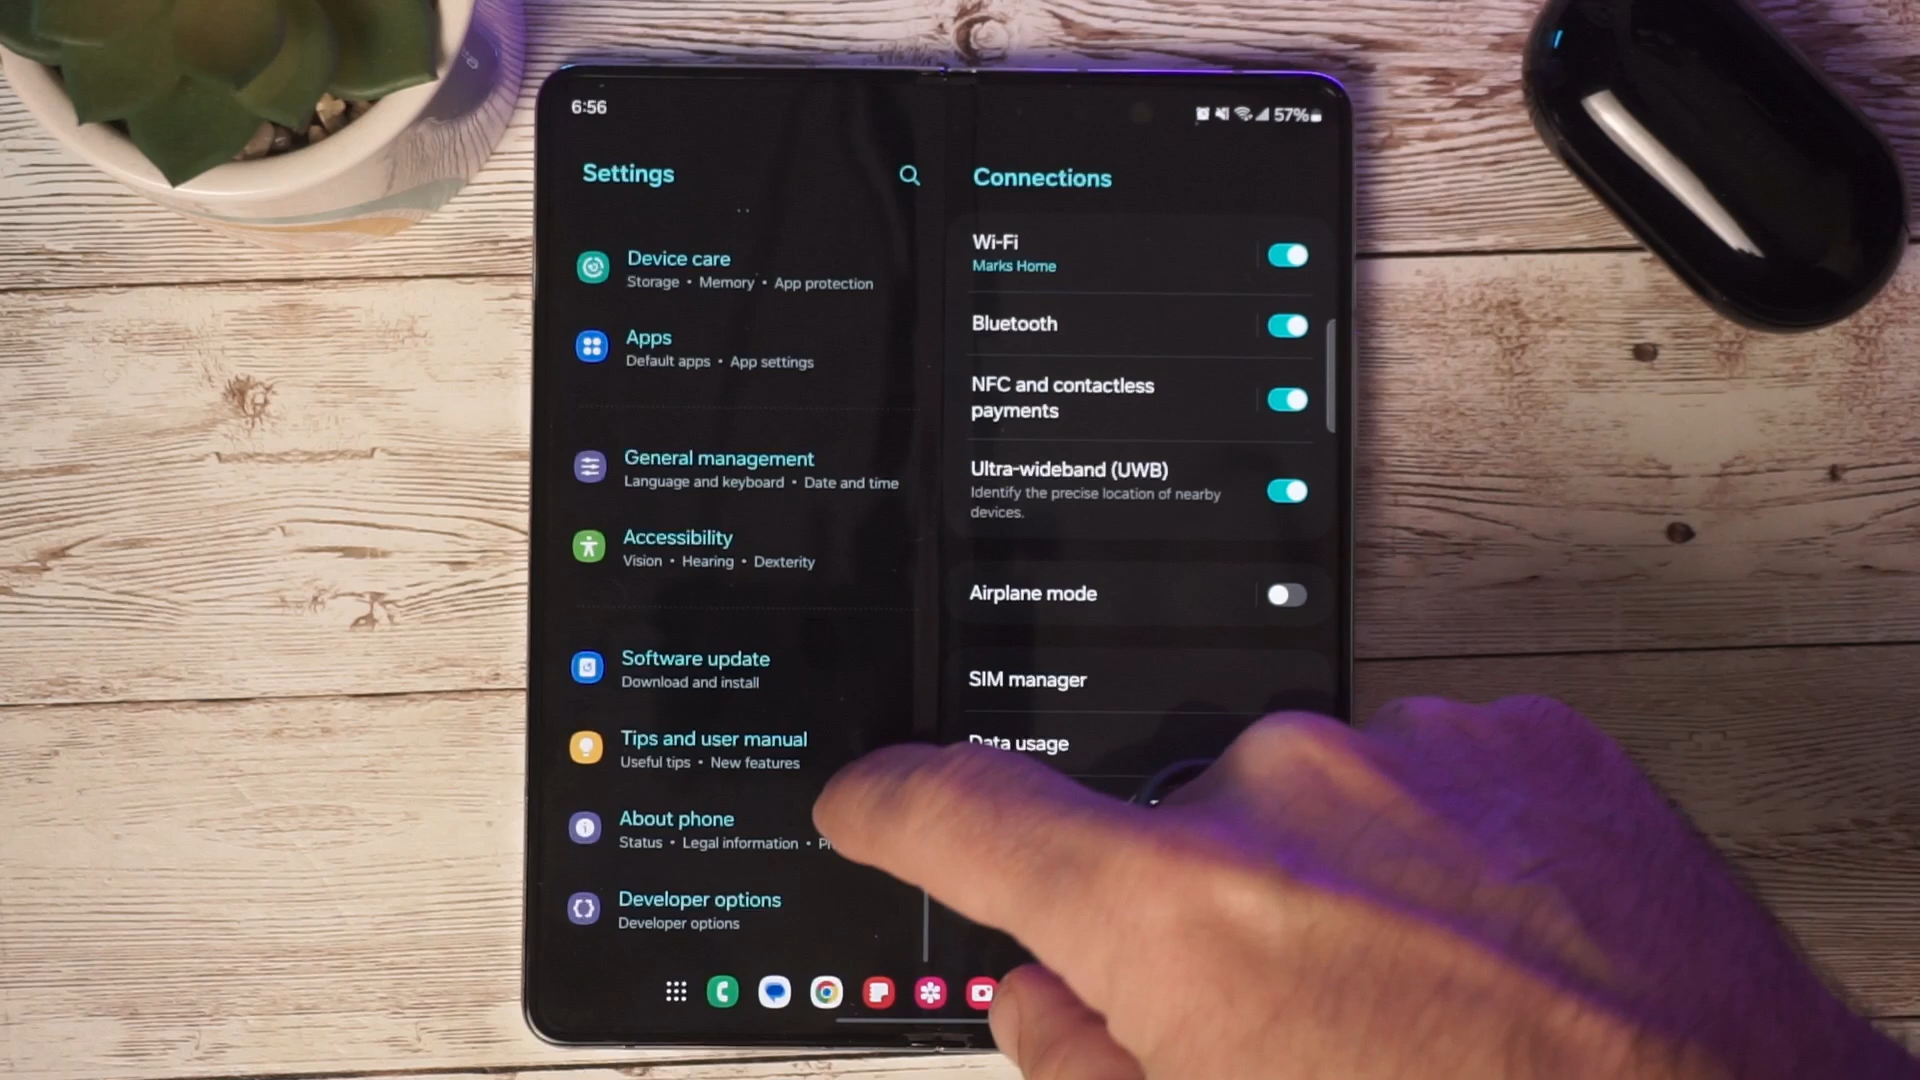 6:56
57%
Settings
Device care
Storage • Memory • App protection
Apps
Default apps • App settings
General management
Language and keyboard • Date and time
Accessibility
Vision • Hearing • Dexterity
Software update
Download and install
Tips and user manual
Useful tips • New features
About phone
Status • Legal information •
Developer options
Developer options
Connections
Wi-Fi
Marks Home
Bluetooth
NFC and contactless
payments
Ultra-wideband (UWB)
Identify the precise location of nearby
devices.
Airplane mode
SIM manager
Data usage